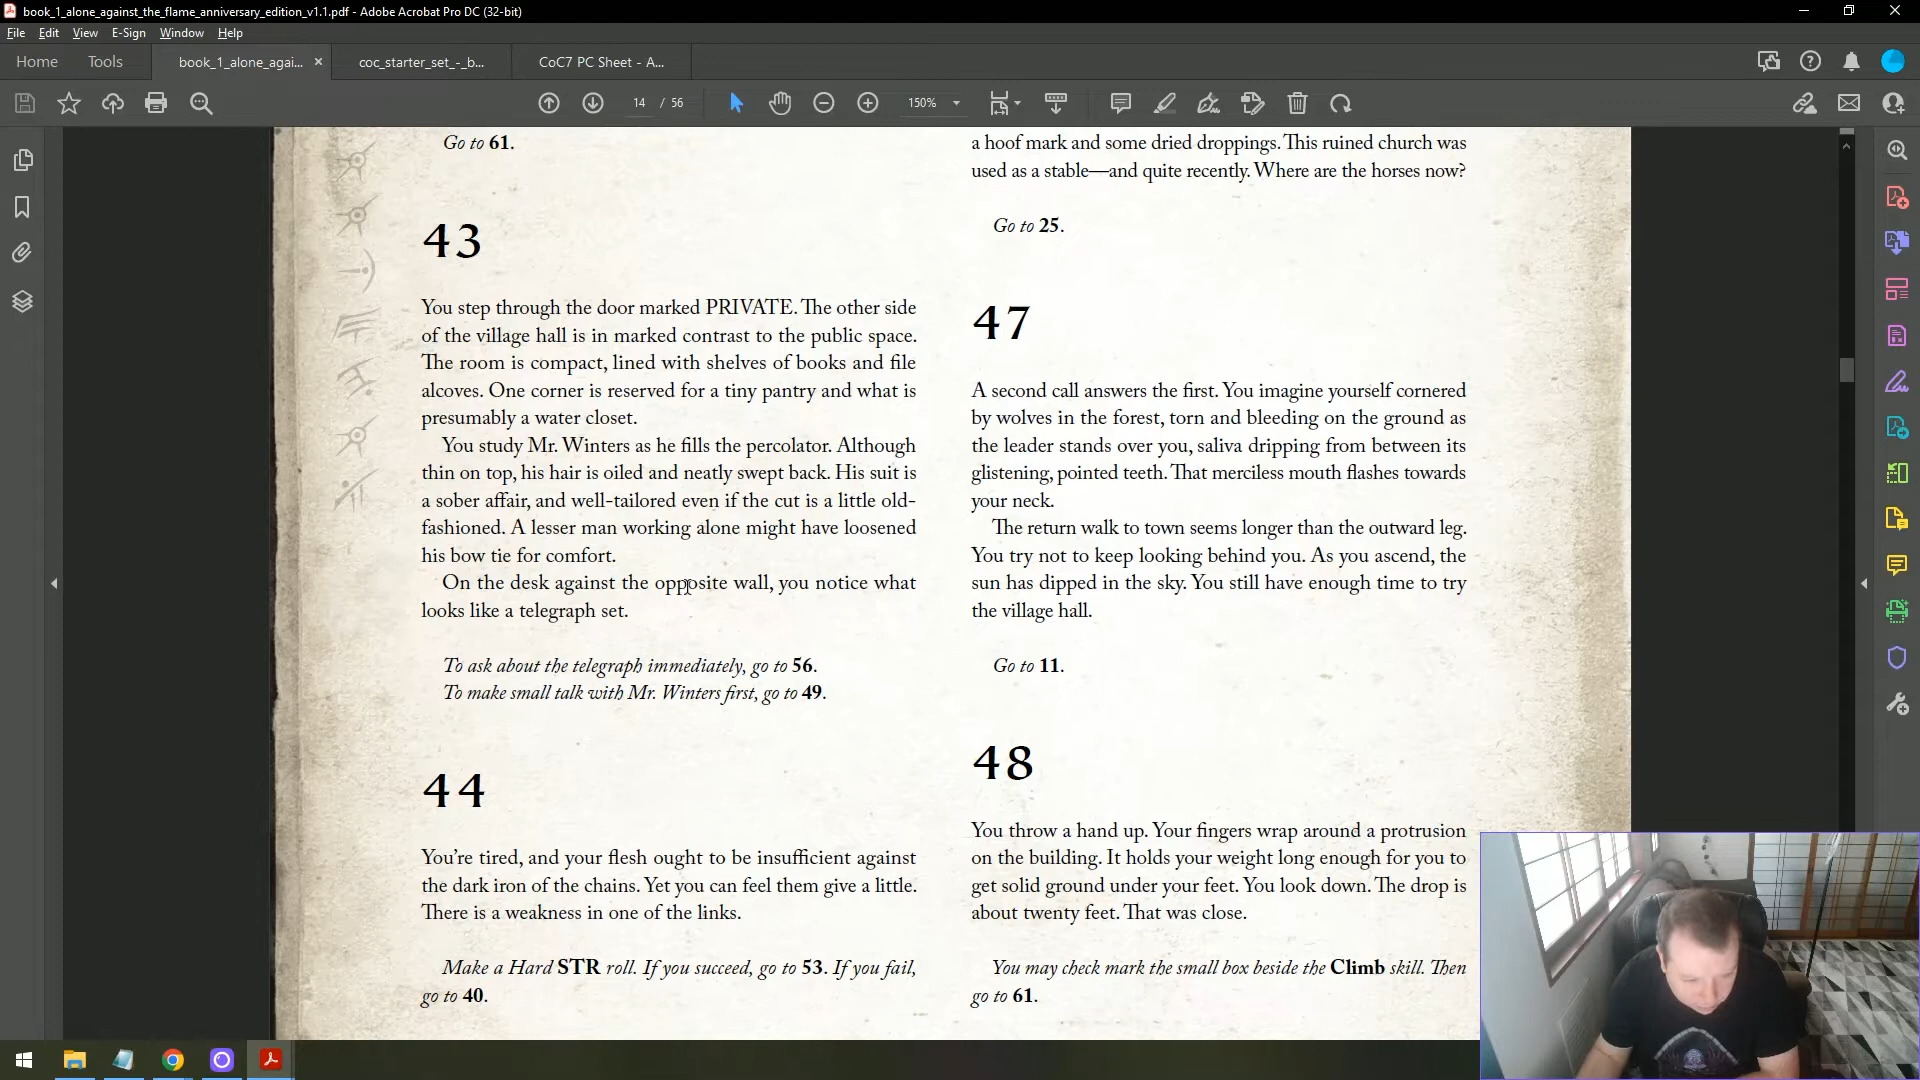 book_1_alone_against_the_flame_anniversary_edition_v1.1.pdf - Adobe Acrobat Pro DC (32-bit)
File Edit View E-Sign Window Help
Home Tools book_1_alone_agai... × coc_starter_set_-_b... CoC7 PC Sheet - A...
14 / 56 150%
Go to 61.
43
You step through the door marked PRIVATE. The other side
of the village hall is in marked contrast to the public space.
The room is compact, lined with shelves of books and file
alcoves. One corner is reserved for a tiny pantry and what is
presumably a water closet.
You study Mr. Winters as he fills the percolator. Although
thin on top, his hair is oiled and neatly swept back. His suit is
a sober affair, and well-tailored even if the cut is a little old-
fashioned. A lesser man working alone might have loosened
his bow tie for comfort.
On the desk against the opposite wall, you notice what
looks like a telegraph set.
To ask about the telegraph immediately, go to 56.
To make small talk with Mr. Winters first, go to 49.
44
You're tired, and your flesh ought to be insufficient against
the dark iron of the chains. Yet you can feel them give a little.
There is a weakness in one of the links.
Make a Hard STR roll. If you succeed, go to 53. If you fail,
go to 40.
a hoof mark and some dried droppings. This ruined church was
used as a stable—and quite recently. Where are the horses now?
Go to 25.
47
A second call answers the first. You imagine yourself cornered
by wolves in the forest, torn and bleeding on the ground as
the leader stands over you, saliva dripping from between its
glistening, pointed teeth. That merciless mouth flashes towards
your neck.
The return walk to town seems longer than the outward leg.
You try not to keep looking behind you. As you ascend, the
sun has dipped in the sky. You still have enough time to try
the village hall.
Go to 11.
48
You throw a hand up. Your fingers wrap around a protrusion
on the building. It holds your weight long enough for you to
get solid ground under your feet. You look down. The drop is
about twenty feet. That was close.
You may check mark the small box beside the Climb skill. Then
go to 61.